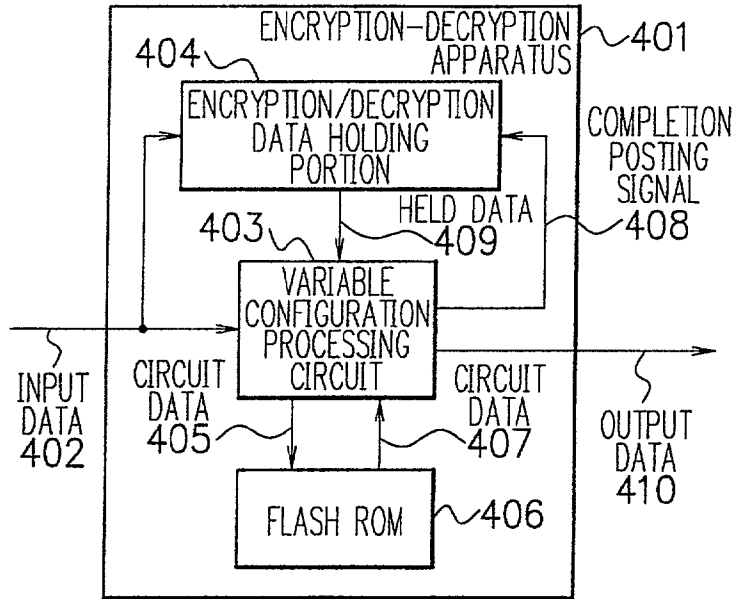 ENCRYPTION-DECRYPTION
APPARATUS
401
404
ENCRYPTION/DECRYPTION
DATA HOLDING
PORTION
COMPLETION
POSTING
SIGNAL
408
HELD DATA
409
403
VARIABLE
CONFIGURATION
PROCESSING
CIRCUIT
INPUT
DATA
402
CIRCUIT
DATA
405
CIRCUIT
DATA
407
OUTPUT
DATA
410
FLASH ROM
406